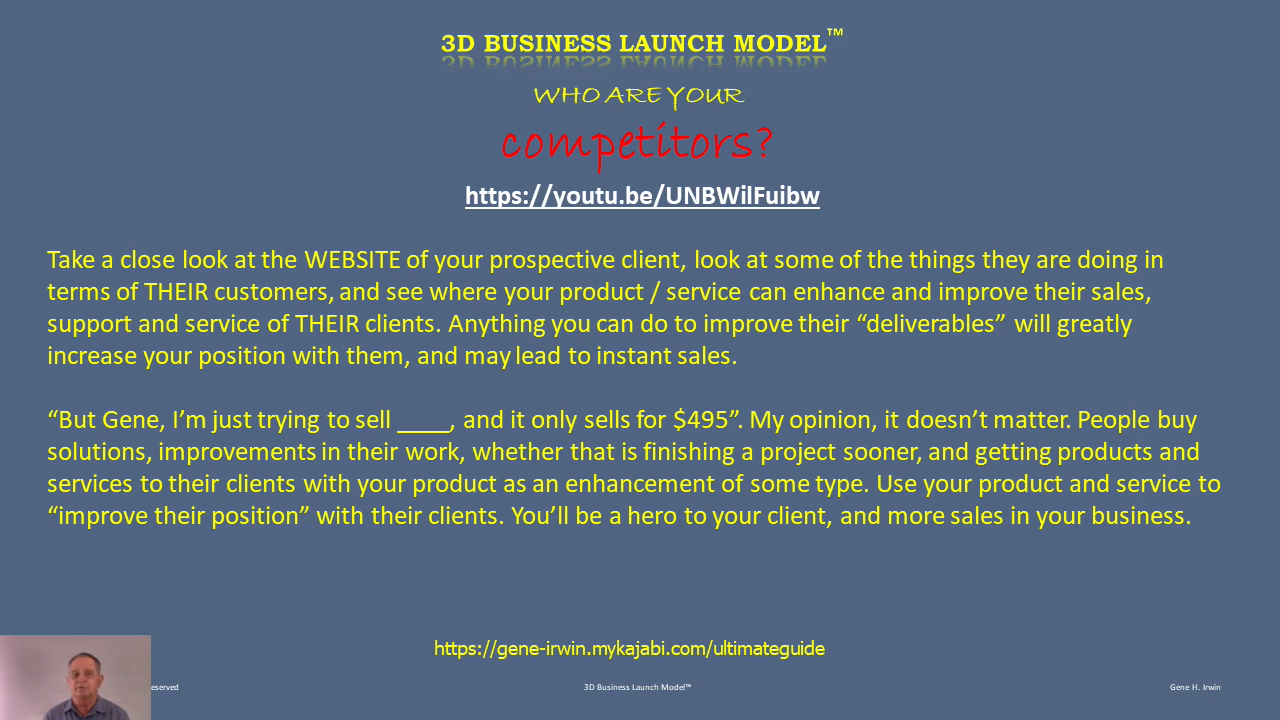 3D BUSINESS LAUNCH MODEL™
WHO ARE YOUR
competitors?
https://youtu.be/UNBWilFuibw
Take a close look at the WEBSITE of your prospective client, look at some of the things they are doing in
terms of THEIR customers, and see where your product / service can enhance and improve their sales,
support and service of THEIR clients. Anything you can do to improve their “deliverables” will greatly
increase your position with them, and may lead to instant sales.
“But Gene, I’m just trying to sell ____, and it only sells for $495”. My opinion, it doesn’t matter. People buy
solutions, improvements in their work, whether that is finishing a project sooner, and getting products and
services to their clients with your product as an enhancement of some type. Use your product and service to
“improve their position” with their clients. You’ll be a hero to your client, and more sales in your business.
https://gene-irwin.mykajabi.com/ultimateguide
eserved
3D Business Launch Model™
Gene H. Irwin